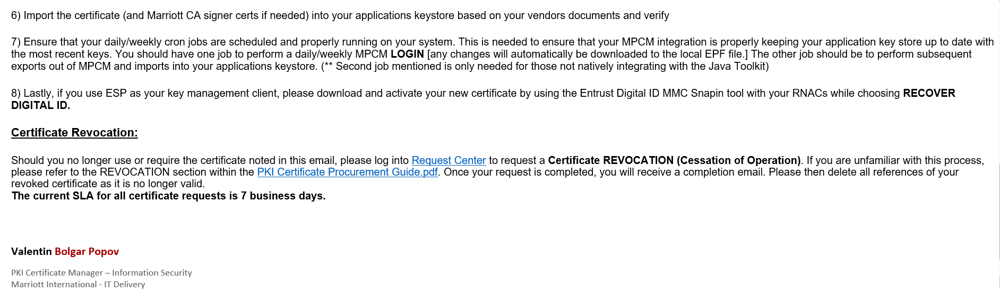 6) Import the certificate (and Marriott CA signer certs if needed) into your applications keystore based on your vendors documents and verify
7) Ensure that your daily/weekly cron jobs are scheduled and properly running on your system. This is needed to ensure that your MPCM integration is properly keeping your application key store up to date with
the most recent keys. You should have one job to perform a daily/weekly MPCM LOGIN [any changes will automatically be downloaded to the local EPF file.] The other job should be to perform subsequent
exports out of MPCM and imports into your applications keystore. (** Second job mentioned is only needed for those not natively integrating with the Java Toolkit)
8) Lastly, if you use ESP as your key management client, please download and activate your new certificate by using the Entrust Digital ID MMC Snapin tool with your RNACs while choosing RECOVER
DIGITAL ID.
Certificate Revocation:
Should you no longer use or require the certificate noted in this email, please log into Request Center to request a Certificate REVOCATION (Cessation of Operation). If you are unfamiliar with this process,
please refer to the REVOCATION section within the PKI Certificate Procurement Guide.pdf. Once your request is completed, you will receive a completion email. Please then delete all references of your
revoked certificate as it is no longer valid.
The current SLA for all certificate requests is 7 business days.
Valentin Bolgar Popov
PKI Certificate Manager – Information Security
Marriott International - IT Delivery